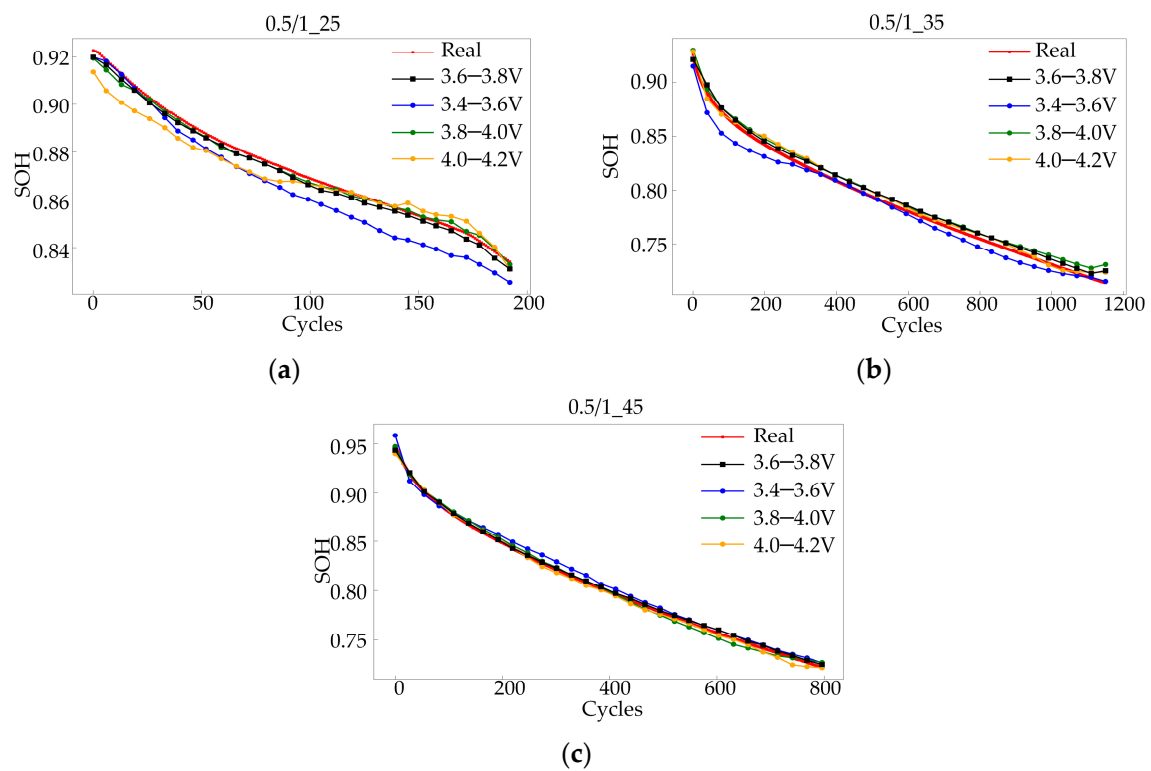 0.5/1_25
0.92
0.90
0.88
0.86
0.84
SOH
Real
3.6−3.8V
3.4−3.6V
3.8−4.0V
4.0−4.2V
0
50
100
150
200
Cycles
(a)
0.5/1_35
0.90
0.85
0.80
0.75
SOH
Real
3.6−3.8V
3.4−3.6V
3.8−4.0V
4.0−4.2V
0
200
400
600
800
1000
1200
Cycles
(b)
0.5/1_45
0.95
0.90
0.85
0.80
0.75
SOH
Real
3.6−3.8V
3.4−3.6V
3.8−4.0V
4.0−4.2V
0
200
400
600
800
Cycles
(c)